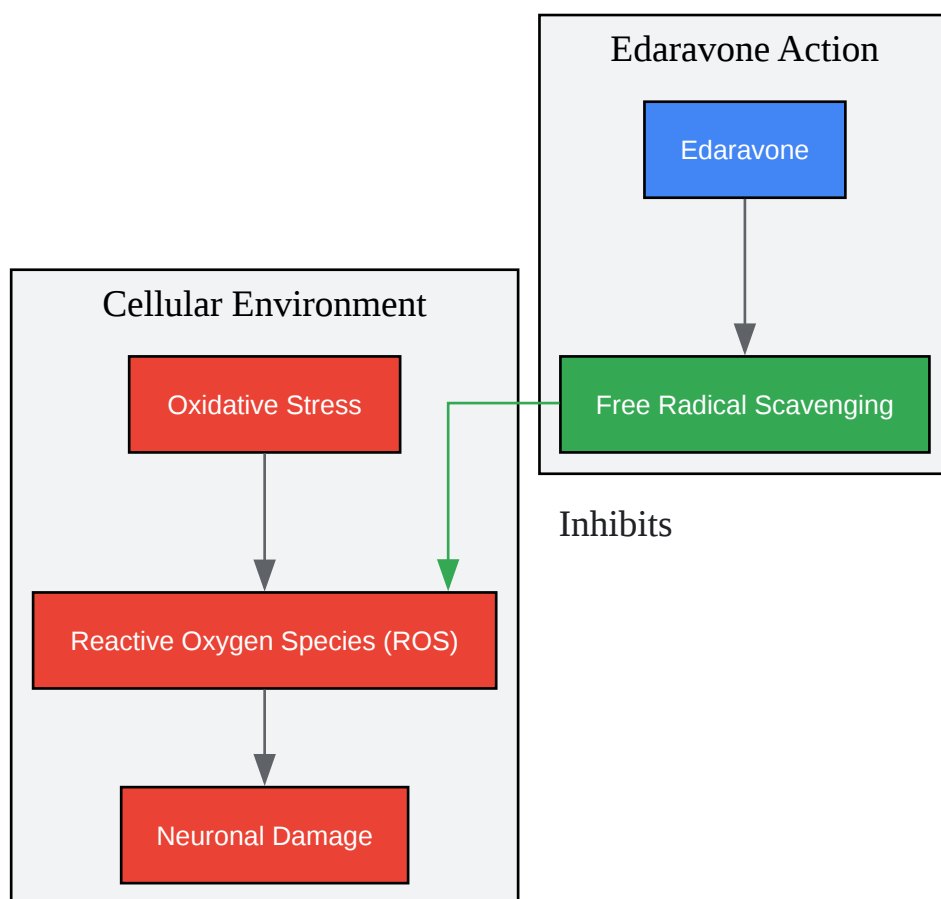 Edaravone Action
Edaravone
Free Radical Scavenging
Inhibits
Cellular Environment
Oxidative Stress
Reactive Oxygen Species (ROS)
Neuronal Damage